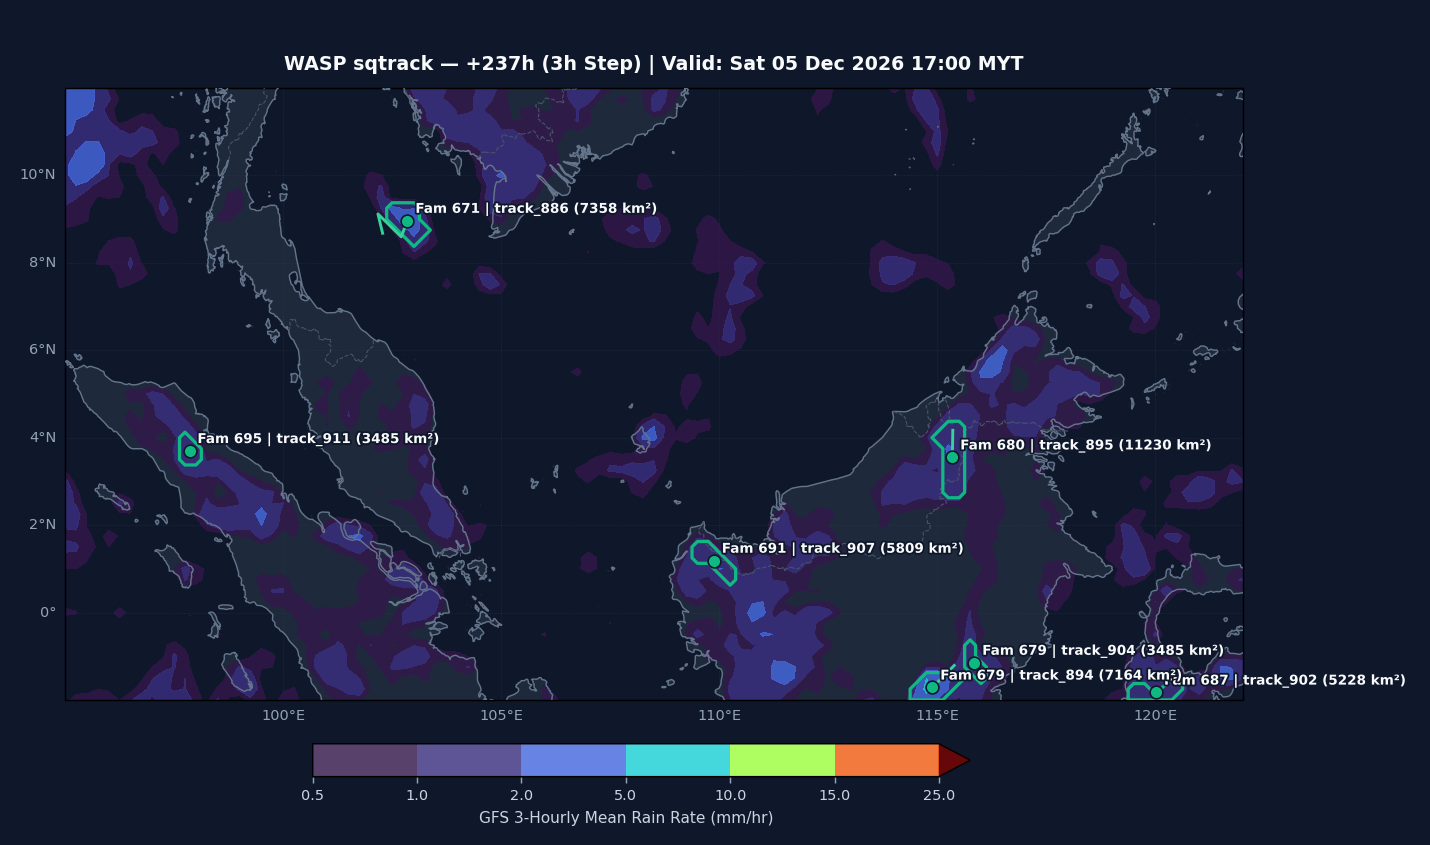 WASP sqtrack — +237h (3h Step) | Valid: Sat 05 Dec 2026 17:00 MYT
10°N
Fam 671 | track_886 (7358 km²)
8°N
6°N
4°N
Fam 695 | track_911 (3485 km²)
Fam 680 | track_895 (11230 km²)
2°N
Fam 691 | track_907 (5809 km²)
0°
Fam 679 | track_904 (3485 km²)
Fam 679 | track_894 (7164 km²)
Fam 687 | track_902 (5228 km²)
100°E 105°E 110°E 115°E 120°E
0.5 1.0 2.0 5.0 10.0 15.0 25.0
GFS 3-Hourly Mean Rain Rate (mm/hr)